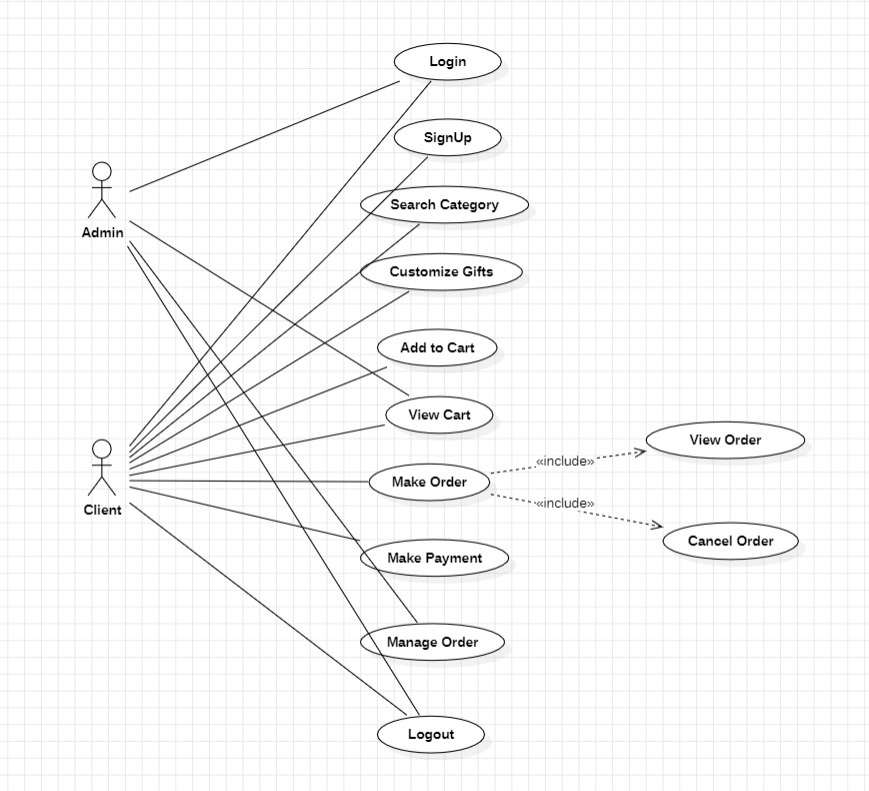 Login
SignUp
Search Category
Admin
Customize Gifts
Add to Cart
View Cart
View Order
«include»
Make Order
«include»
Client
Cancel Order
Make Payment
Manage Order
Logout